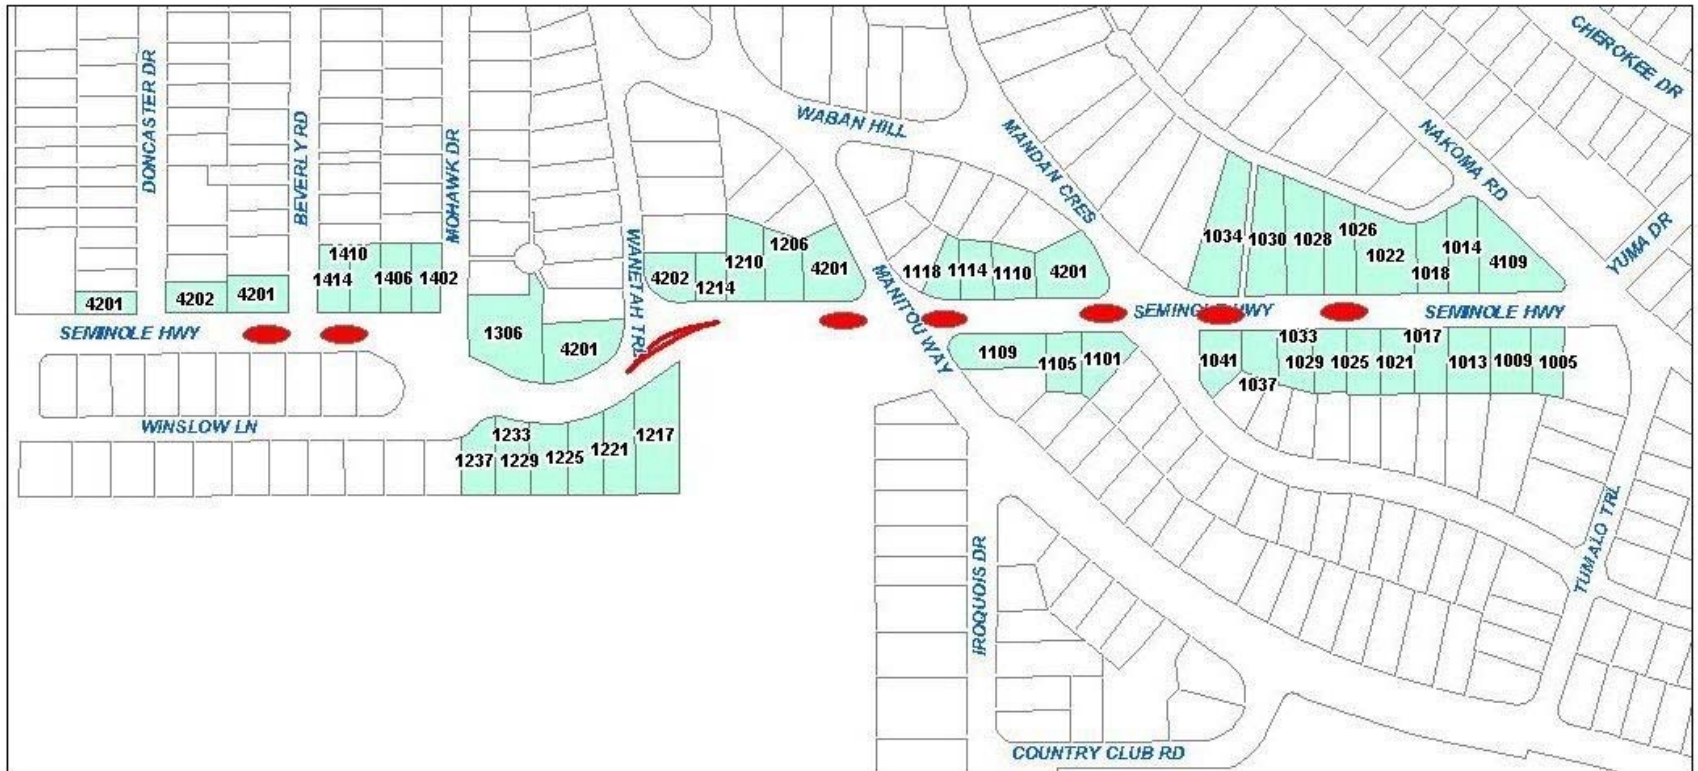 CHEROKEE DR
DONCASTER DR
BEVERLY RD
MOHAWK DR
WABAN HILL
MANDAN CRES
NAKOMA RD
YUMA DR
WANETAH TRL
MANITOU WAY
1410
1414
1406
1402
4202
1214
1210
1206
4201
1118
1114
1110
4201
1034
1030
1028
1026
1022
1018
1014
4109
4201
4202
4201
SEMINOLE HWY
SEMINOLE HWY
SEMINOLE HWY
1306
4201
1109
1105
1101
1041
1037
1033
1029
1025
1021
1017
1013
1009
1005
WINSLOW LN
1237
1233
1229
1225
1221
1217
IROQUOIS DR
TUMALO TRL
COUNTRY CLUB RD